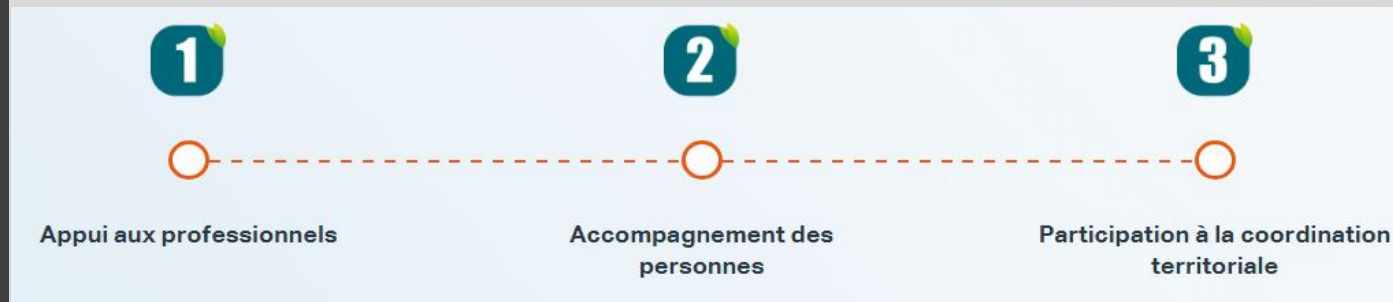 1
2
3
Appui aux professionnels
Accompagnement des
personnes
Participation à la coordination
territoriale